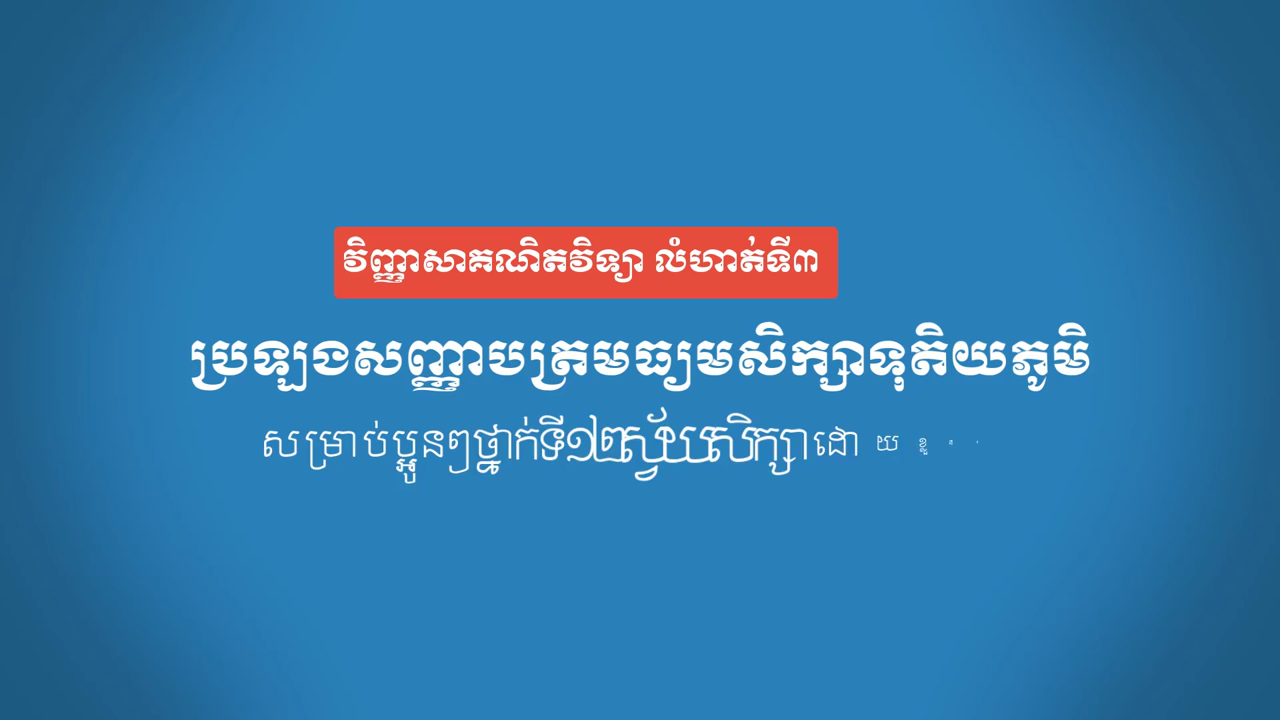 វិញ្ញាសាគណិតវិទ្យា លំហាត់ទី៣
ប្រឡងសញ្ញាបត្រមធ្យមសិក្សាទុតិយភូមិ
សម្រាប់ប្អូនៗថ្នាក់ទី១២ស្វ័យសិក្សាដោយ